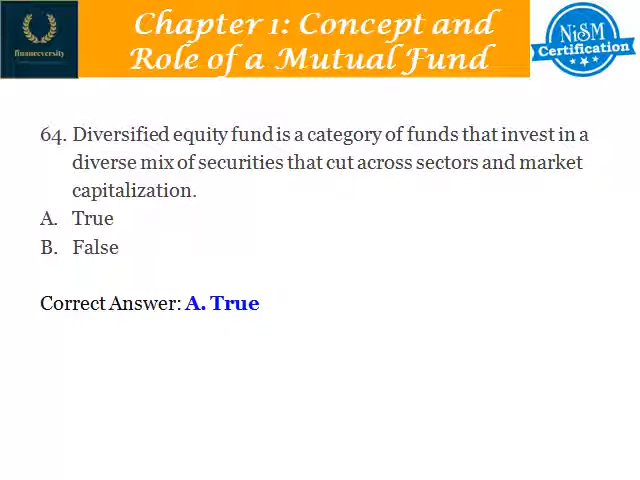 Chapter 1: Concept and
Role of a Mutual Fund
financeversity
NiSM
Certification
64. Diversified equity fund is a category of funds that invest in a
diverse mix of securities that cut across sectors and market
capitalization.
A. True
B. False
Correct Answer: A. True